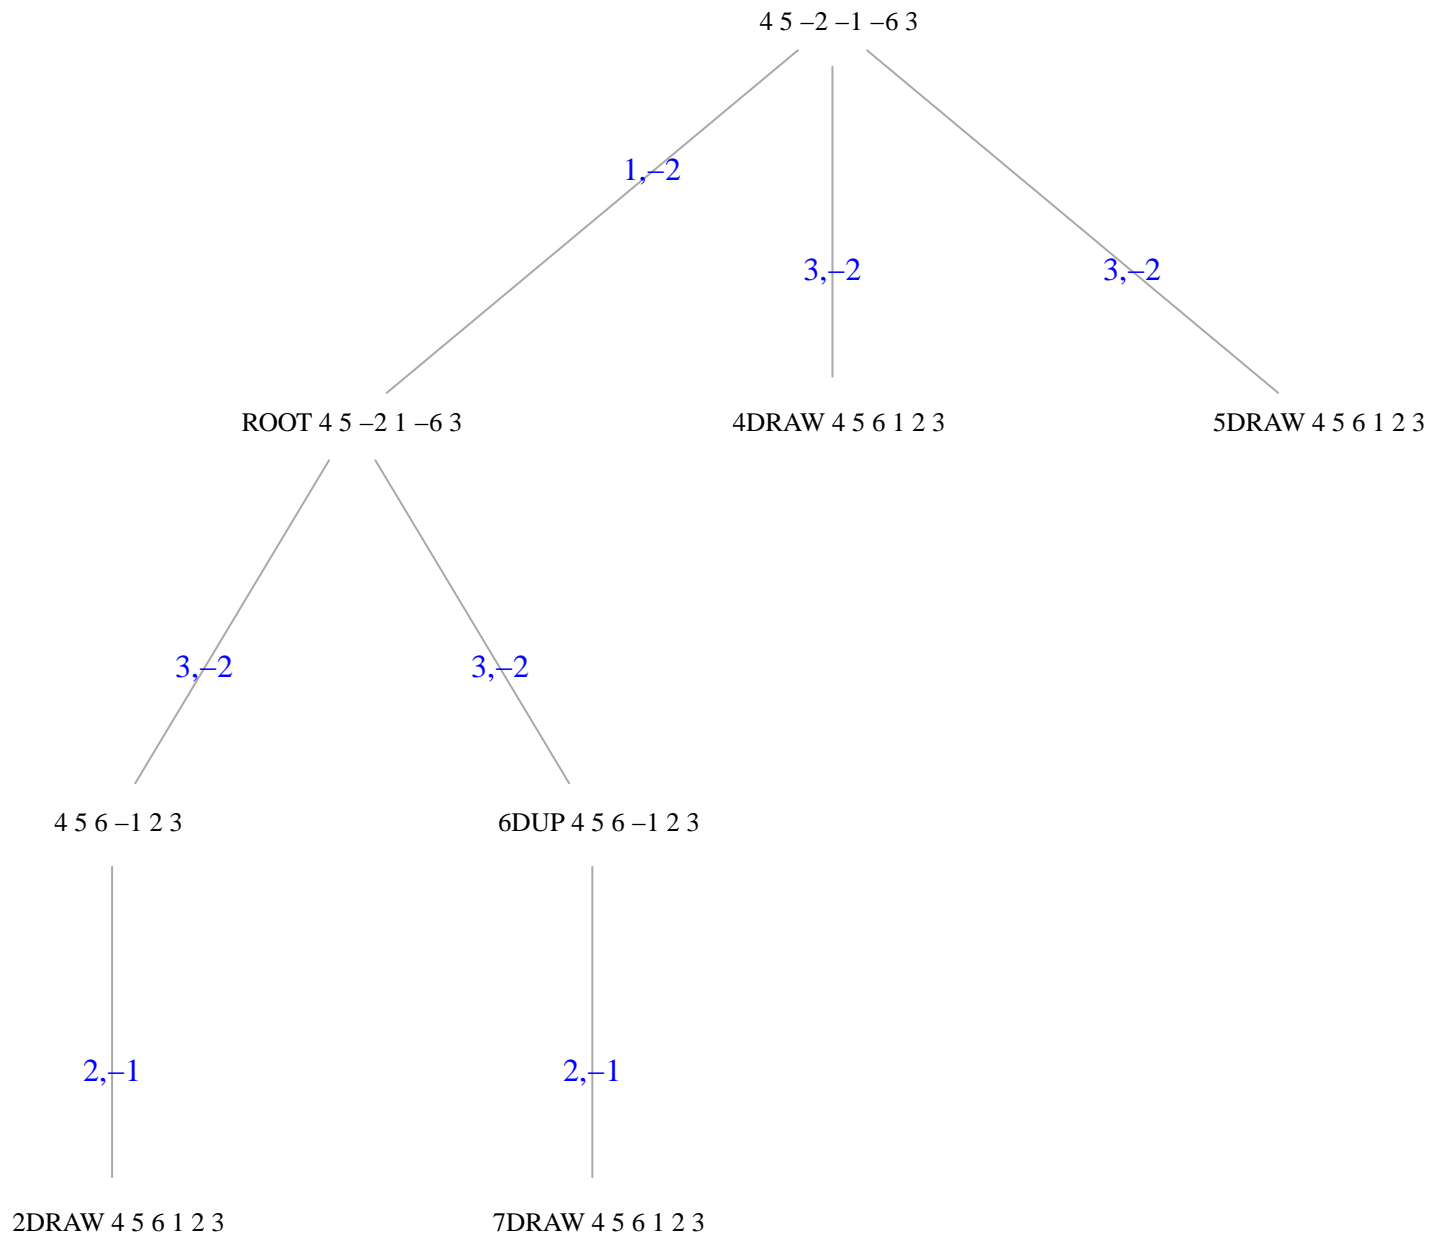 4 5 –2 –1 –6 3
1,–2
3,–2
3,–2
ROOT 4 5 –2 1 –6 3
4DRAW 4 5 6 1 2 3
5DRAW 4 5 6 1 2 3
3,–2
3,–2
4 5 6 –1 2 3
6DUP 4 5 6 –1 2 3
2,–1
2,–1
2DRAW 4 5 6 1 2 3
7DRAW 4 5 6 1 2 3